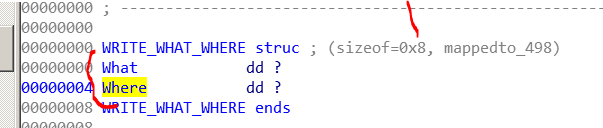 00000000 ; ------------------------------------------------------------
00000000
00000000 WRITE_WHAT_WHERE struc ; (sizeof=0x8, mappedto_498)
00000000 What dd ?
00000004 Where dd ?
00000008 WRITE_WHAT_WHERE ends
00000008